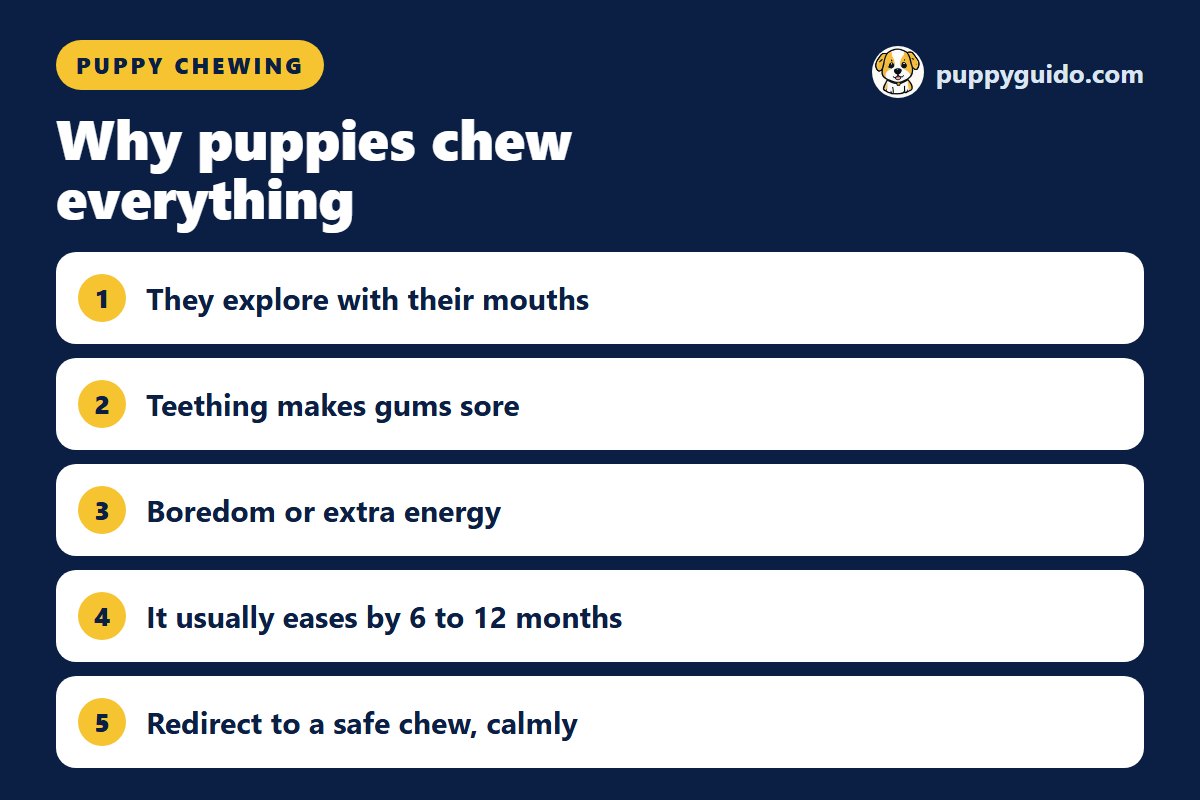 PUPPY CHEWING
puppyguido.com
Why puppies chew
everything
1 They explore with their mouths
2 Teething makes gums sore
3 Boredom or extra energy
4 It usually eases by 6 to 12 months
5 Redirect to a safe chew, calmly